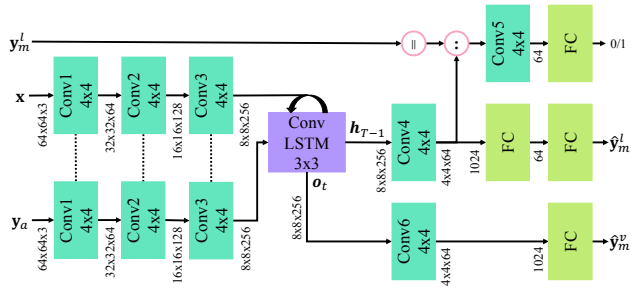 y_m^l
||
:
Conv5
4x4
64
FC
0/1
x
64x64x3
Conv1
4x4
32x32x64
Conv2
4x4
16x16x128
Conv3
4x4
8x8x256
Conv
LSTM
3x3
h_{T-1}
o_t
8x8x256
Conv4
4x4
4x4x64
1024
FC
64
FC
ŷ_m^l
y_a
64x64x3
Conv1
4x4
32x32x64
Conv2
4x4
16x16x128
Conv3
4x4
8x8x256
8x8x256
Conv6
4x4
4x4x64
1024
FC
ŷ_m^v